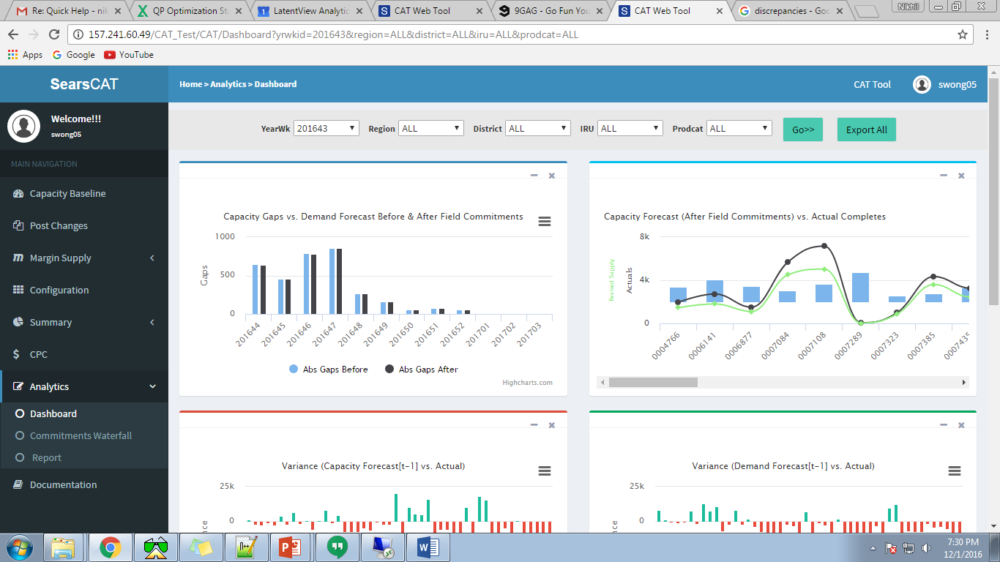 Re: Quick Help - nik
QP Optimization Sta
LatentView Analytic
CAT Web Tool
9GAG - Go Fun You
CAT Web Tool
discrepancies - Goo
Nikhil
157.241.60.49/CAT_Test/CAT/Dashboard?yrwkid=201643&region=ALL&district=ALL&iru=ALL&prodcat=ALL
Apps Google YouTube
SearsCAT
Home > Analytics > Dashboard
CAT Tool
swong05
Welcome!!!
swong05
YearWk 201643 Region ALL District ALL IRU ALL Prodcat ALL Go>> Export All
MAIN NAVIGATION
Capacity Baseline
Post Changes
Margin Supply
Configuration
Summary
CPC
Analytics
Dashboard
Commitments Waterfall
Report
Documentation
Capacity Gaps vs. Demand Forecast Before & After Field Commitments
Gaps
1000
500
0
201644 201645 201646 201647 201648 201649 201650 201651 201652 201701 201702 201703
Abs Gaps Before Abs Gaps After
Highcharts.com
Capacity Forecast (After Field Commitments) vs. Actual Completes
Revised Supply
Actuals
8k
4k
0
0004766 0006141 0006877 0007084 0007108 0007289 0007323 0007385 0007435
Variance (Capacity Forecast[t-1] vs. Actual)
25k
0
Variance (Demand Forecast[t-1] vs. Actual)
25k
0
7:30 PM
12/1/2016